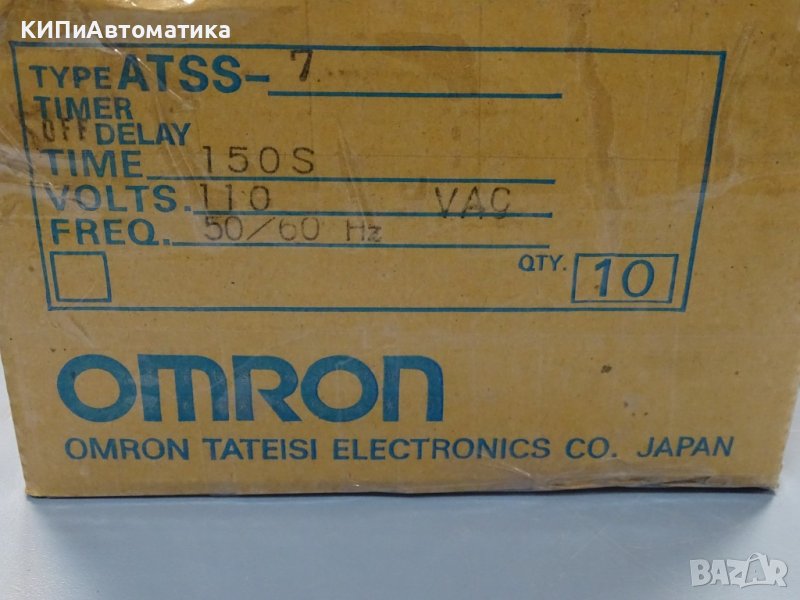 КИПиАвтоматика
TYPE ATSS- 7
TIMER
OFF DELAY
TIME 150S
VOLTS. 110 VAC
FREQ. 50/60 Hz
QTY. 10
OMRON
OMRON TATEISI ELECTRONICS CO. JAPAN
BAZAR